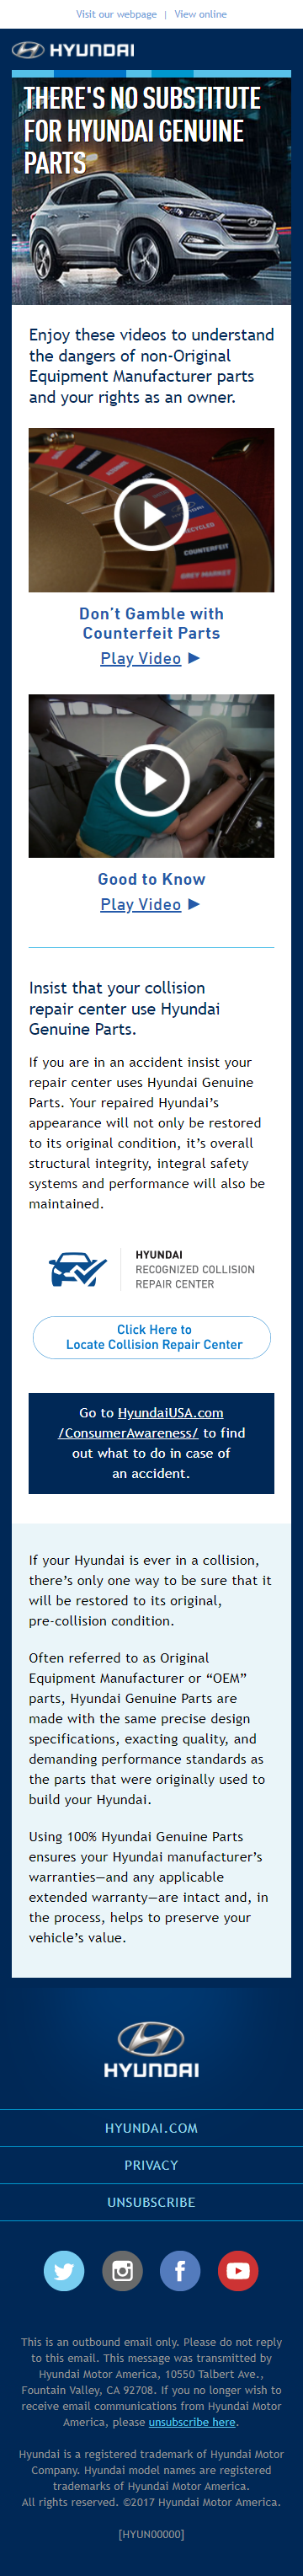 Visit our webpage | View online
HYUNDAI
THERE'S NO SUBSTITUTE
FOR HYUNDAI GENUINE
PARTS
Enjoy these videos to understand
the dangers of non-Original
Equipment Manufacturer parts
and your rights as an owner.
RECYCLED
COUNTERFEIT
GREY MARKET
Don’t Gamble with
Counterfeit Parts
Play Video
Good to Know
Play Video
Insist that your collision
repair center use Hyundai
Genuine Parts.
If you are in an accident insist your
repair center uses Hyundai Genuine
Parts. Your repaired Hyundai’s
appearance will not only be restored
to its original condition, it’s overall
structural integrity, integral safety
systems and performance will also be
maintained.
HYUNDAI
RECOGNIZED COLLISION
REPAIR CENTER
Click Here to
Locate Collision Repair Center
Go to HyundaiUSA.com
/ConsumerAwareness/ to find
out what to do in case of
an accident.
If your Hyundai is ever in a collision,
there’s only one way to be sure that it
will be restored to its original,
pre-collision condition.
Often referred to as Original
Equipment Manufacturer or “OEM”
parts, Hyundai Genuine Parts are
made with the same precise design
specifications, exacting quality, and
demanding performance standards as
the parts that were originally used to
build your Hyundai.
Using 100% Hyundai Genuine Parts
ensures your Hyundai manufacturer’s
warranties—and any applicable
extended warranty—are intact and, in
the process, helps to preserve your
vehicle’s value.
HYUNDAI
HYUNDAI.COM
PRIVACY
UNSUBSCRIBE
This is an outbound email only. Please do not reply
to this email. This message was transmitted by
Hyundai Motor America, 10550 Talbert Ave.,
Fountain Valley, CA 92708. If you no longer wish to
receive email communications from Hyundai Motor
America, please unsubscribe here.
Hyundai is a registered trademark of Hyundai Motor
Company. Hyundai model names are registered
trademarks of Hyundai Motor America.
All rights reserved. ©2017 Hyundai Motor America.
[HYUN00000]